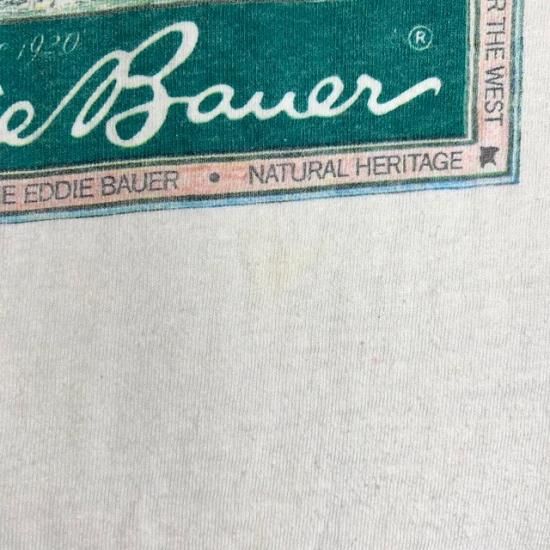 1920
Bauer ®
THE WEST
EDDIE BAUER • NATURAL HERITAGE